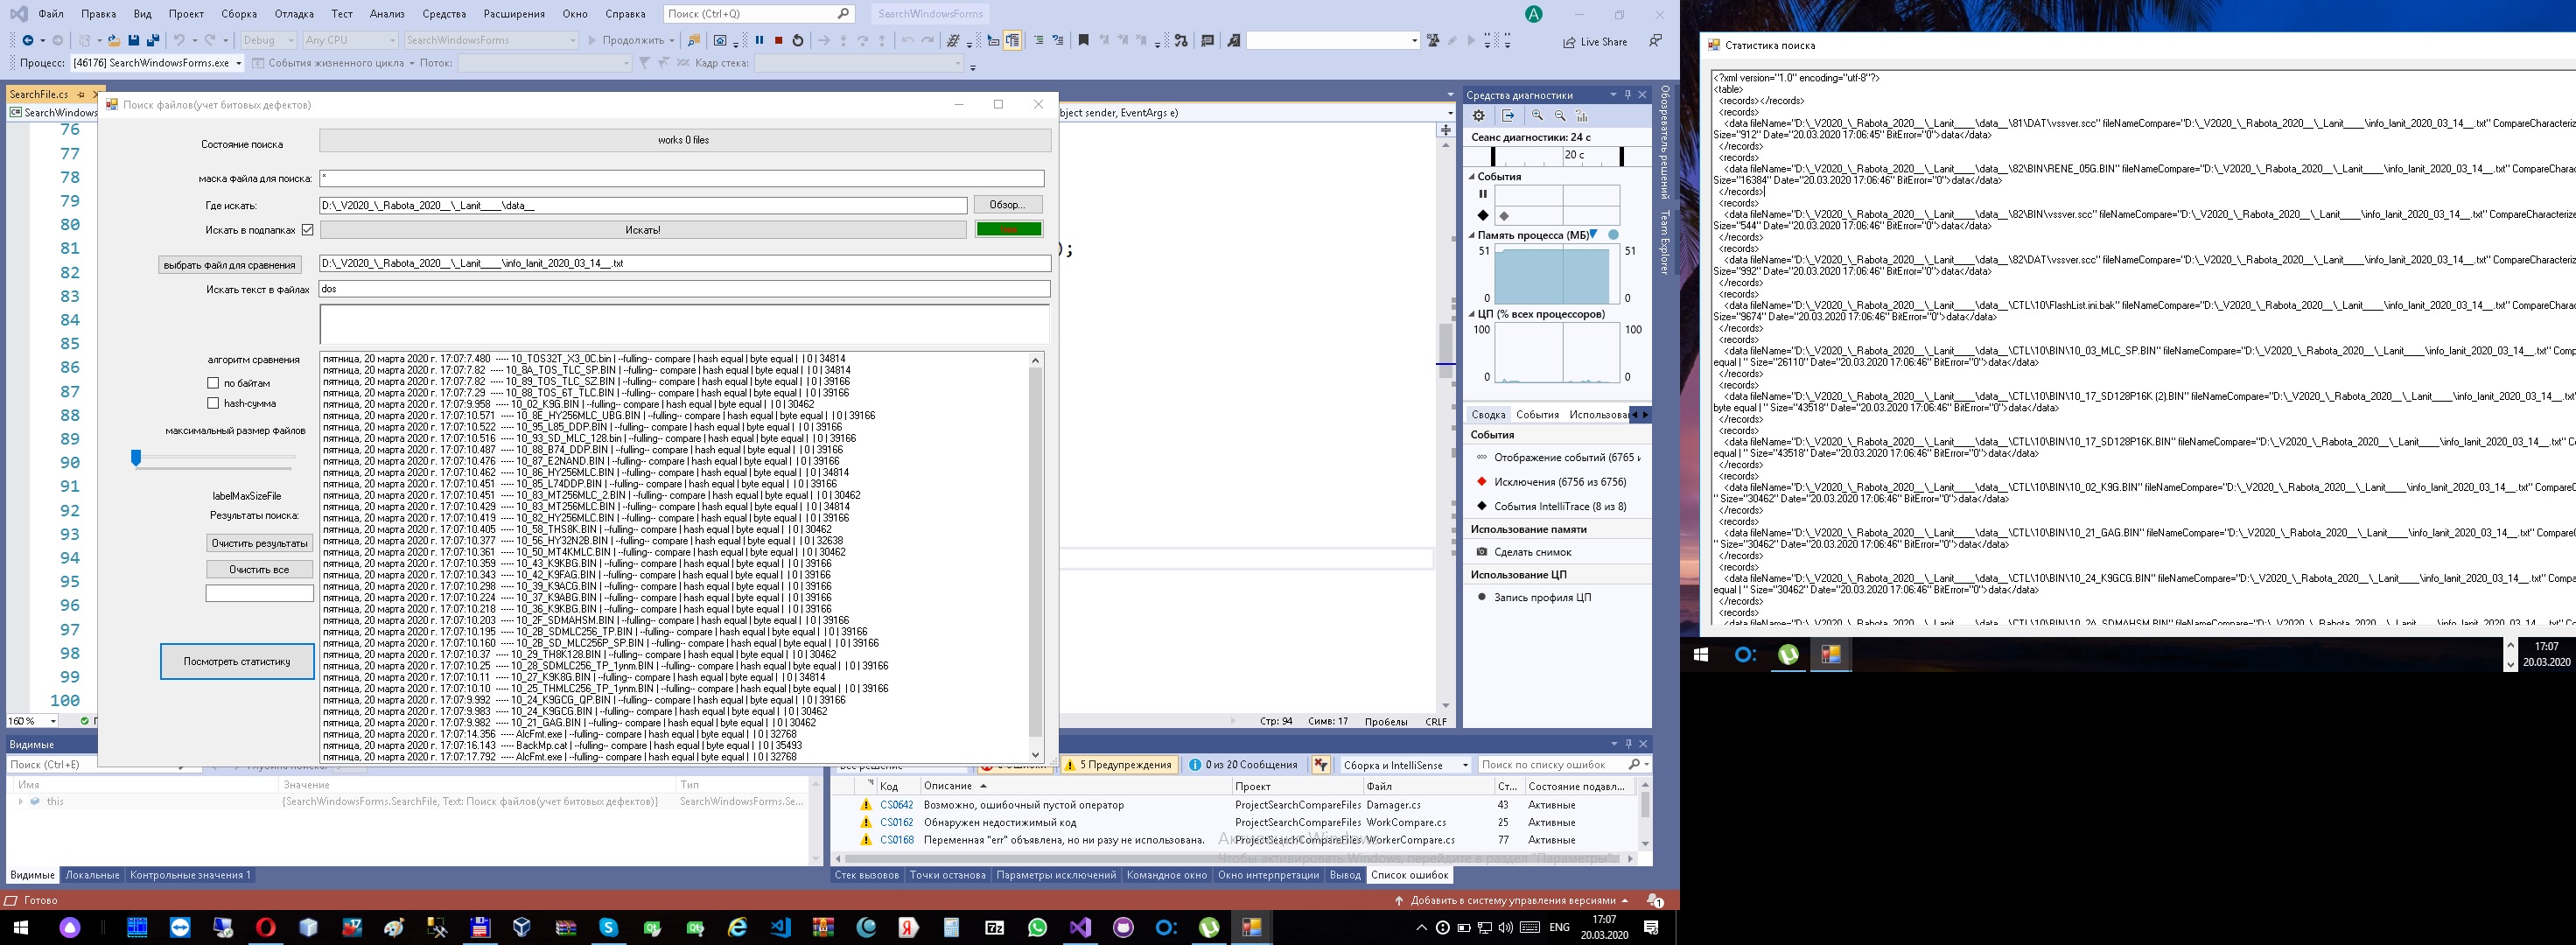 Файл Правка Вид Проект Сборка Отладка Тест Анализ Средства Расширения Окно Справка Поиск (Ctrl+Q) SearchWindowsForms A
Debug Any CPU SearchWindowsForms Продолжить Live Share
Процесс: [46176] SearchWindowsForms.exe События жизненного цикла Поток: Кадр стека:
SearchFile.cs
SearchWindows
bject sender, EventArgs e)
76
77
78
79
80
81
82
83
84
85
86
87
88
89
90
91
92
93
94
95
96
97
98
99
100
);
160 %
Стр: 94 Симв: 17 Пробелы CRLF
Поиск файлов(учет битовых дефектов)
Состояние поиска works 0 files
маска файла для поиска: *
Где искать: D:\_V2020_\_Rabota_2020__\_Lanit____\data__ Обзор...
Искать в подпапках Искать!
выбрать файл для сравнения D:\_V2020_\_Rabota_2020__\_Lanit____\info_lanit_2020_03_14__.txt
Искать текст в файлах dos
алгоритм сравнения
по байтам
hash-сумма
максимальный размер файлов
labelMaxSizeFile
Результаты поиска:
Очистить результаты
Очистить все
Посмотреть статистику
пятница, 20 марта 2020 г. 17:07:7.480 ----- 10_TOS32T_X3_0C.bin | --fulling-- compare | hash equal | byte equal | | 0 | 34814
пятница, 20 марта 2020 г. 17:07:7.82 ----- 10_8A_TOS_TLC_SP.BIN | --fulling-- compare | hash equal | byte equal | | 0 | 34814
пятница, 20 марта 2020 г. 17:07:7.82 ----- 10_89_TOS_TLC_SZ.BIN | --fulling-- compare | hash equal | byte equal | | 0 | 39166
пятница, 20 марта 2020 г. 17:07:7.29 ----- 10_88_TOS_6T_TLC.BIN | --fulling-- compare | hash equal | byte equal | | 0 | 39166
пятница, 20 марта 2020 г. 17:07:9.958 ----- 10_02_K9G.BIN | --fulling-- compare | hash equal | byte equal | | 0 | 30462
пятница, 20 марта 2020 г. 17:07:10.571 ----- 10_8E_HY256MLC_UBG.BIN | --fulling-- compare | hash equal | byte equal | | 0 | 39166
пятница, 20 марта 2020 г. 17:07:10.522 ----- 10_95_L85_DDP.BIN | --fulling-- compare | hash equal | byte equal | | 0 | 39166
пятница, 20 марта 2020 г. 17:07:10.516 ----- 10_93_SD_MLC_128.bin | --fulling-- compare | hash equal | byte equal | | 0 | 39166
пятница, 20 марта 2020 г. 17:07:10.487 ----- 10_88_B74_DDP.BIN | --fulling-- compare | hash equal | byte equal | | 0 | 39166
пятница, 20 марта 2020 г. 17:07:10.476 ----- 10_87_E2NAND.BIN | --fulling-- compare | hash equal | byte equal | | 0 | 39166
пятница, 20 марта 2020 г. 17:07:10.462 ----- 10_86_HY256MLC.BIN | --fulling-- compare | hash equal | byte equal | | 0 | 34814
пятница, 20 марта 2020 г. 17:07:10.451 ----- 10_85_L74DDP.BIN | --fulling-- compare | hash equal | byte equal | | 0 | 39166
пятница, 20 марта 2020 г. 17:07:10.451 ----- 10_83_MT256MLC_2.BIN | --fulling-- compare | hash equal | byte equal | | 0 | 30462
пятница, 20 марта 2020 г. 17:07:10.429 ----- 10_83_MT256MLC.BIN | --fulling-- compare | hash equal | byte equal | | 0 | 34814
пятница, 20 марта 2020 г. 17:07:10.419 ----- 10_82_HY256MLC.BIN | --fulling-- compare | hash equal | byte equal | | 0 | 39166
пятница, 20 марта 2020 г. 17:07:10.405 ----- 10_58_THS8K.BIN | --fulling-- compare | hash equal | byte equal | | 0 | 30462
пятница, 20 марта 2020 г. 17:07:10.377 ----- 10_56_HY32N2B.BIN | --fulling-- compare | hash equal | byte equal | | 0 | 32638
пятница, 20 марта 2020 г. 17:07:10.361 ----- 10_50_MT4KMLC.BIN | --fulling-- compare | hash equal | byte equal | | 0 | 30462
пятница, 20 марта 2020 г. 17:07:10.359 ----- 10_43_K9KBG.BIN | --fulling-- compare | hash equal | byte equal | | 0 | 39166
пятница, 20 марта 2020 г. 17:07:10.343 ----- 10_42_K9FAG.BIN | --fulling-- compare | hash equal | byte equal | | 0 | 39166
пятница, 20 марта 2020 г. 17:07:10.298 ----- 10_39_K9ACG.BIN | --fulling-- compare | hash equal | byte equal | | 0 | 39166
пятница, 20 марта 2020 г. 17:07:10.224 ----- 10_37_K9ABG.BIN | --fulling-- compare | hash equal | byte equal | | 0 | 39166
пятница, 20 марта 2020 г. 17:07:10.218 ----- 10_36_K9KBG.BIN | --fulling-- compare | hash equal | byte equal | | 0 | 39166
пятница, 20 марта 2020 г. 17:07:10.203 ----- 10_2F_SDMAHSM.BIN | --fulling-- compare | hash equal | byte equal | | 0 | 39166
пятница, 20 марта 2020 г. 17:07:10.195 ----- 10_2B_SDMLC256_TP.BIN | --fulling-- compare | hash equal | byte equal | | 0 | 39166
пятница, 20 марта 2020 г. 17:07:10.160 ----- 10_2B_SD_MLC256P_SP.BIN | --fulling-- compare | hash equal | byte equal | | 0 | 39166
пятница, 20 марта 2020 г. 17:07:10.37 ----- 10_29_TH8K128.BIN | --fulling-- compare | hash equal | byte equal | | 0 | 30462
пятница, 20 марта 2020 г. 17:07:10.25 ----- 10_28_SDMLC256_TP_1ynm.BIN | --fulling-- compare | hash equal | byte equal | | 0 | 39166
пятница, 20 марта 2020 г. 17:07:10.11 ----- 10_27_K9K8G.BIN | --fulling-- compare | hash equal | byte equal | | 0 | 34814
пятница, 20 марта 2020 г. 17:07:10.10 ----- 10_25_THMLC256_TP_1ynm.BIN | --fulling-- compare | hash equal | byte equal | | 0 | 39166
пятница, 20 марта 2020 г. 17:07:9.992 ----- 10_24_K9GCG_QP.BIN | --fulling-- compare | hash equal | byte equal | | 0 | 39166
пятница, 20 марта 2020 г. 17:07:9.983 ----- 10_24_K9GCG.BIN | --fulling-- compare | hash equal | byte equal | | 0 | 30462
пятница, 20 марта 2020 г. 17:07:9.982 ----- 10_21_GAG.BIN | --fulling-- compare | hash equal | byte equal | | 0 | 30462
пятница, 20 марта 2020 г. 17:07:14.356 ----- AlcFmt.exe | --fulling-- compare | hash equal | byte equal | | 0 | 32768
пятница, 20 марта 2020 г. 17:07:16.143 ----- BackMp.cat | --fulling-- compare | hash equal | byte equal | | 0 | 35493
пятница, 20 марта 2020 г. 17:07:17.792 ----- AlcFmt.exe | --fulling-- compare | hash equal | byte equal | | 0 | 32768
Средства диагностики
Сеанс диагностики: 24 с
20 с
События
Память процесса (МБ)
51 51
0 0
ЦП (% всех процессоров)
100 100
0 0
Сводка События Использован
События
Отображение событий (6765 и
Исключения (6756 из 6756)
События IntelliTrace (8 из 8)
Использование памяти
Сделать снимок
Использование ЦП
Запись профиля ЦП
Обозреватель решений Team Explorer
Видимые
Поиск (Ctrl+E)
Имя Значение Тип
this {SearchWindowsForms.SearchFile, Text: Поиск файлов(учет битовых дефектов)} SearchWindowsForms.Se...
Видимые Локальные Контрольные значения 1
5 Предупреждения 0 из 20 Сообщения Сборка и IntelliSense Поиск по списку ошибок
Код Описание Проект Файл Ст... Состояние подавл...
CS0642 Возможно, ошибочный пустой оператор ProjectSearchCompareFiles Damager.cs 43 Активные
CS0162 Обнаружен недостижимый код ProjectSearchCompareFiles WorkCompare.cs 25 Активные
CS0168 Переменная "err" объявлена, но ни разу не использована. ProjectSearchCompareFiles WorkerCompare.cs 77 Активные
Активация Windows
Чтобы активировать Windows, перейдите в раздел "Параметры".
Стек вызовов Точки останова Параметры исключений Командное окно Окно интерпретации Вывод Список ошибок
Готово Добавить в систему управления версиями 1
ENG 17:07
20.03.2020
Статистика поиска
<?xml version="1.0" encoding="utf-8"?>
<table>
<records></records>
<records>
<data fileName="D:\_V2020_\_Rabota_2020__\_Lanit____\data__\81\DAT\vssver.scc" fileNameCompare="D:\_V2020_\_Rabota_2020__\_Lanit____\info_lanit_2020_03_14__.txt" CompareCharacteriz
Size="912" Date="20.03.2020 17:06:45" BitError="0">data</data>
</records>
<records>
<data fileName="D:\_V2020_\_Rabota_2020__\_Lanit____\data__\82\BIN\RENE_05G.BIN" fileNameCompare="D:\_V2020_\_Rabota_2020__\_Lanit____\info_lanit_2020_03_14__.txt" CompareChara
Size="16384" Date="20.03.2020 17:06:46" BitError="0">data</data>
</records>
<records>
<data fileName="D:\_V2020_\_Rabota_2020__\_Lanit____\data__\82\BIN\vssver.scc" fileNameCompare="D:\_V2020_\_Rabota_2020__\_Lanit____\info_lanit_2020_03_14__.txt" CompareCharacterize
Size="544" Date="20.03.2020 17:06:46" BitError="0">data</data>
</records>
<records>
<data fileName="D:\_V2020_\_Rabota_2020__\_Lanit____\data__\82\DAT\vssver.scc" fileNameCompare="D:\_V2020_\_Rabota_2020__\_Lanit____\info_lanit_2020_03_14__.txt" CompareCharacteriz
Size="992" Date="20.03.2020 17:06:46" BitError="0">data</data>
</records>
<records>
<data fileName="D:\_V2020_\_Rabota_2020__\_Lanit____\data__\CTL\10\FlashList.ini.bak" fileNameCompare="D:\_V2020_\_Rabota_2020__\_Lanit____\info_lanit_2020_03_14__.txt" CompareChara
Size="9674" Date="20.03.2020 17:06:46" BitError="0">data</data>
</records>
<records>
<data fileName="D:\_V2020_\_Rabota_2020__\_Lanit____\data__\CTL\10\BIN\10_03_MLC_SP.BIN" fileNameCompare="D:\_V2020_\_Rabota_2020__\_Lanit____\info_lanit_2020_03_14__.txt" C
equal | " Size="26110" Date="20.03.2020 17:06:46" BitError="0">data</data>
</records>
<records>
<data fileName="D:\_V2020_\_Rabota_2020__\_Lanit____\data__\CTL\10\BIN\10_17_SD128P16K (2).BIN" fileNameCompare="D:\_V2020_\_Rabota_2020__\_Lanit____\info_lanit_2020_03_14__.txt"
byte equal | " Size="43518" Date="20.03.2020 17:06:46" BitError="0">data</data>
</records>
<records>
<data fileName="D:\_V2020_\_Rabota_2020__\_Lanit____\data__\CTL\10\BIN\10_17_SD128P16K.BIN" fileNameCompare="D:\_V2020_\_Rabota_2020__\_Lanit____\info_lanit_2020_03_14__.txt" C
equal | " Size="43518" Date="20.03.2020 17:06:46" BitError="0">data</data>
</records>
<records>
<data fileName="D:\_V2020_\_Rabota_2020__\_Lanit____\data__\CTL\10\BIN\10_02_K9G.BIN" fileNameCompare="D:\_V2020_\_Rabota_2020__\_Lanit____\info_lanit_2020_03_14__.txt" CompareC
" Size="30462" Date="20.03.2020 17:06:46" BitError="0">data</data>
</records>
<records>
<data fileName="D:\_V2020_\_Rabota_2020__\_Lanit____\data__\CTL\10\BIN\10_21_GAG.BIN" fileNameCompare="D:\_V2020_\_Rabota_2020__\_Lanit____\info_lanit_2020_03_14__.txt" Compare
" Size="30462" Date="20.03.2020 17:06:46" BitError="0">data</data>
</records>
<records>
<data fileName="D:\_V2020_\_Rabota_2020__\_Lanit____\data__\CTL\10\BIN\10_24_K9GCG.BIN" fileNameCompare="D:\_V2020_\_Rabota_2020__\_Lanit____\info_lanit_2020_03_14__.txt" Compa
equal | " Size="30462" Date="20.03.2020 17:06:46" BitError="0">data</data>
</records>
<records>
17:07
20.03.2020